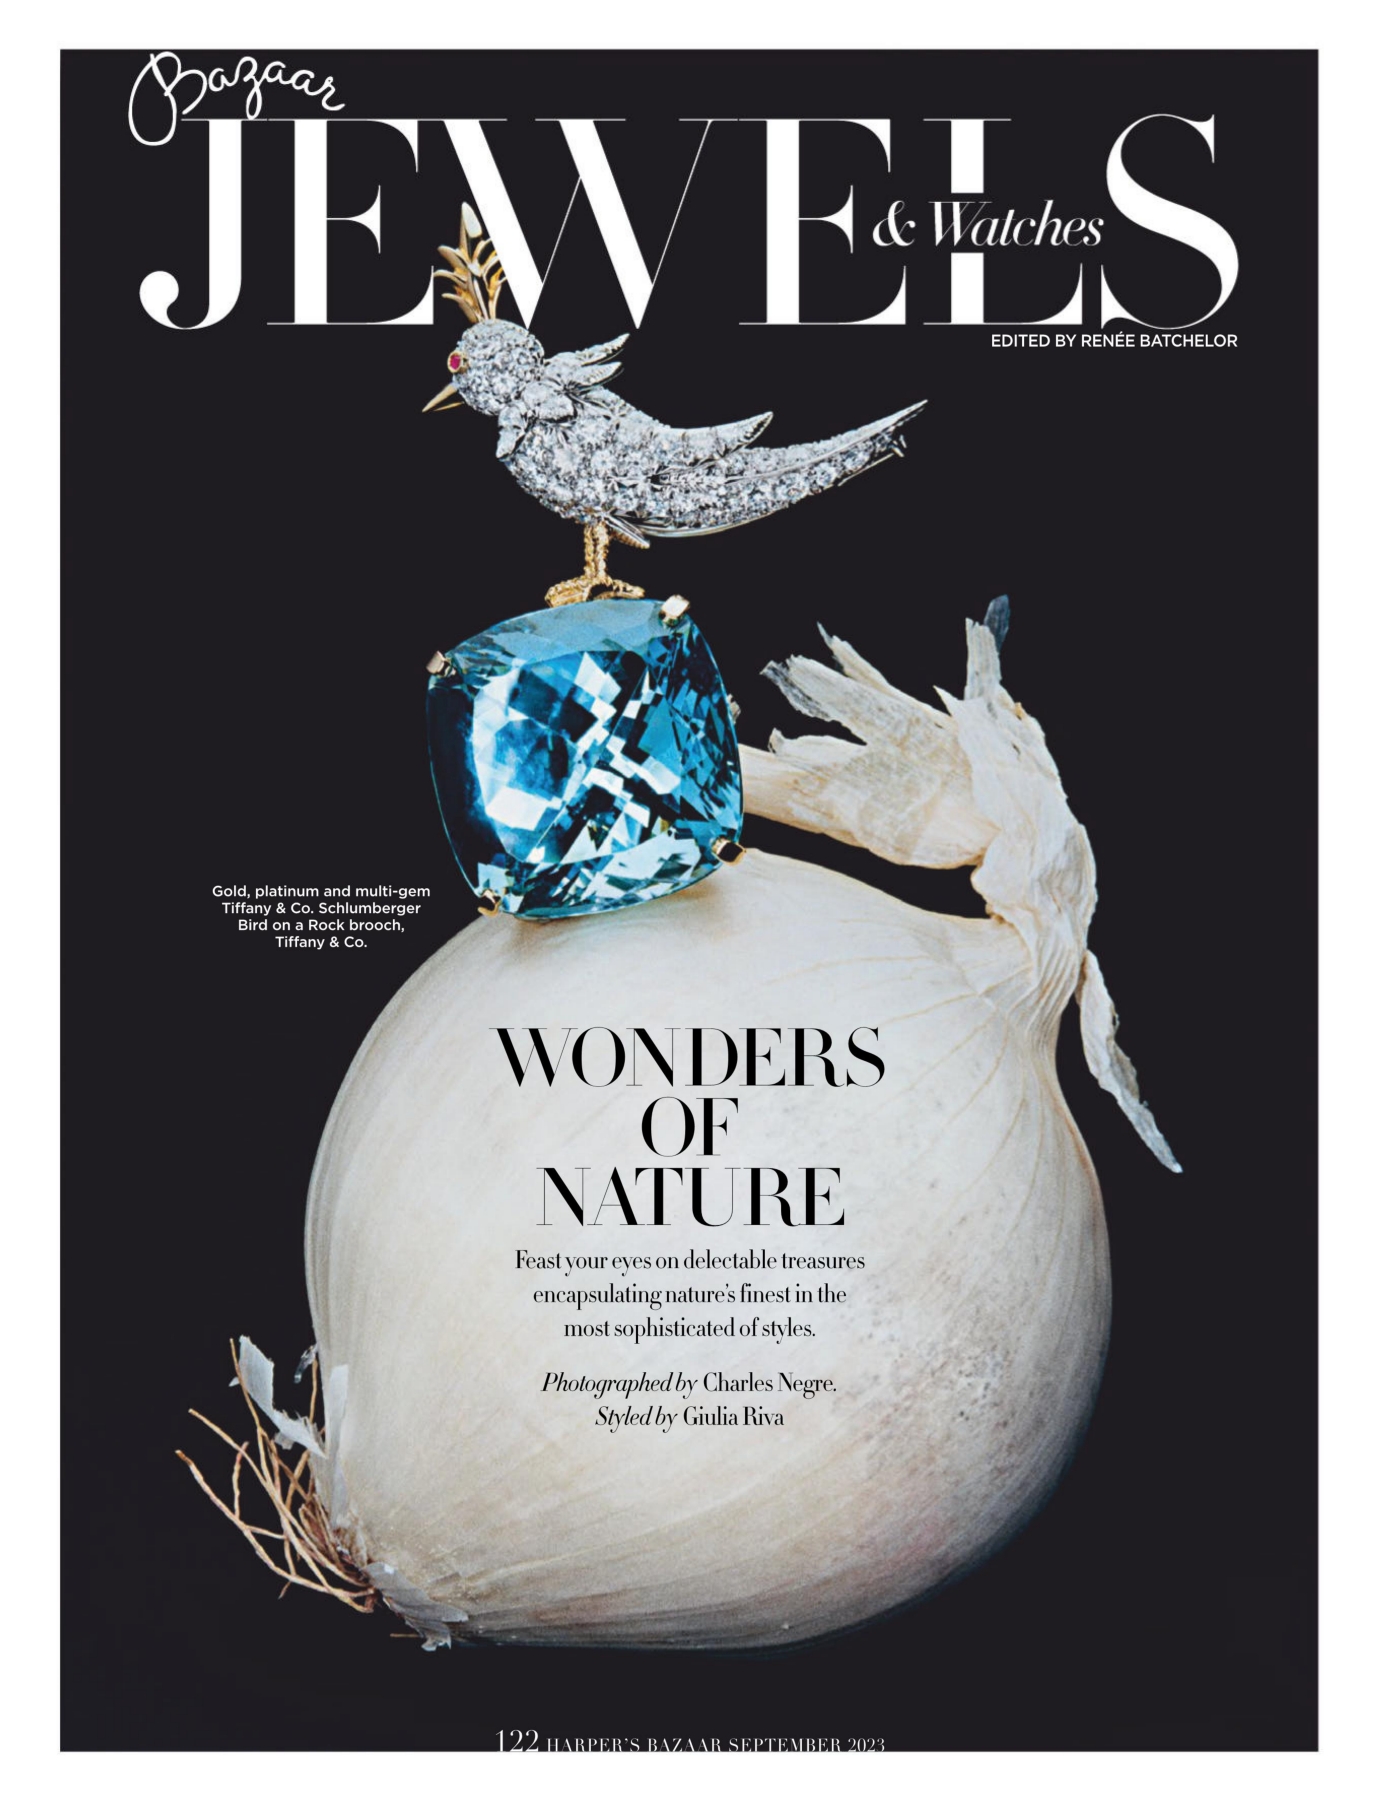 Bazaar
JEWELS
& Watches
EDITED BY RENÉE BATCHELOR
Gold, platinum and multi-gem
Tiffany & Co. Schlumberger
Bird on a Rock brooch,
Tiffany & Co.
WONDERS
OF
NATURE
Feast your eyes on delectable treasures
encapsulating nature's finest in the
most sophisticated of styles.
Photographed by Charles Negre.
Styled by Giulia Riva
122 HARPER'S BAZAAR SEPTEMBER 2023